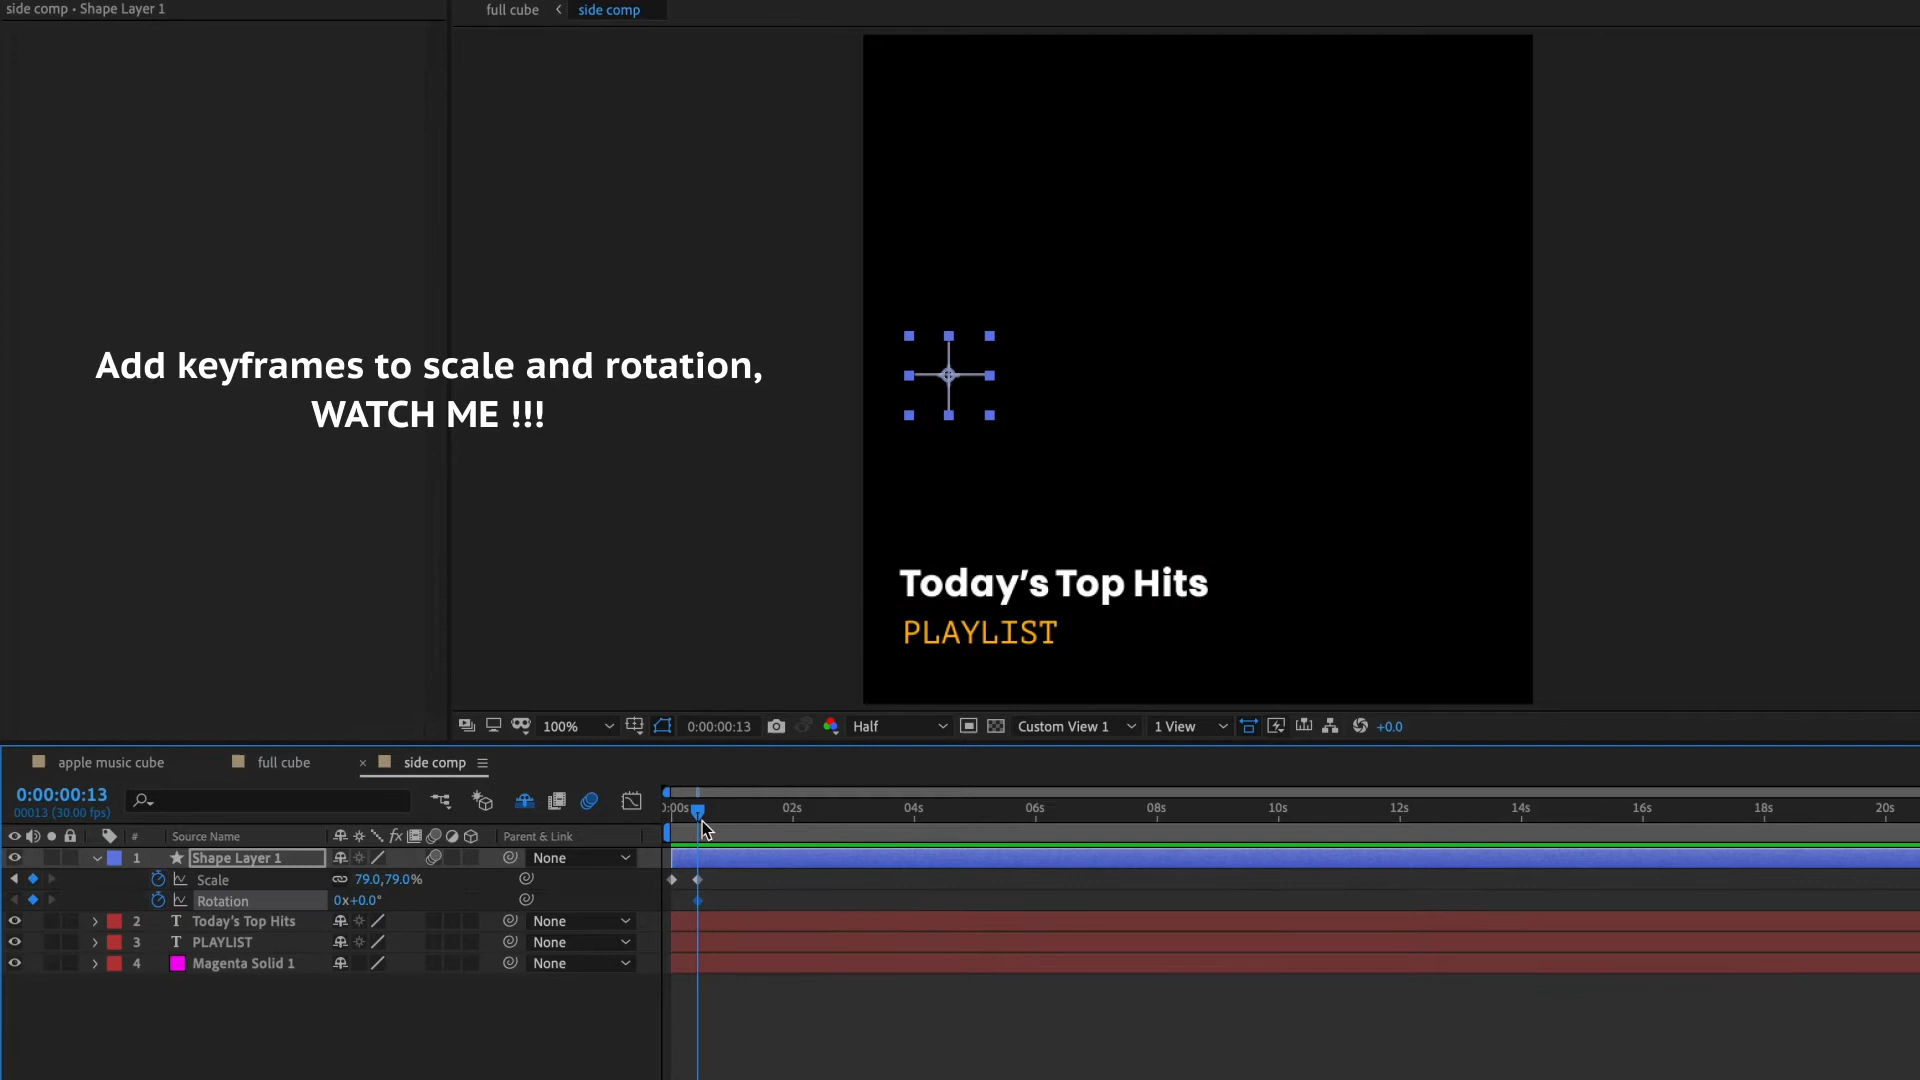 side comp • Shape Layer 1
full cube < side comp
Add keyframes to scale and rotation,
WATCH ME !!!
Today's Top Hits
PLAYLIST
100% 0:00:00:13 Half Custom View 1 1 View +0.0
apple music cube full cube × side comp
0:00:00:13
00013 (30.00 fps)
:00s 02s 04s 06s 08s 10s 12s 14s 16s 18s 20s
# Source Name fx Parent & Link
1 Shape Layer 1 None
Scale 79.0,79.0%
Rotation 0x+0.0°
2 T Today's Top Hits None
3 T PLAYLIST None
4 Magenta Solid 1 None